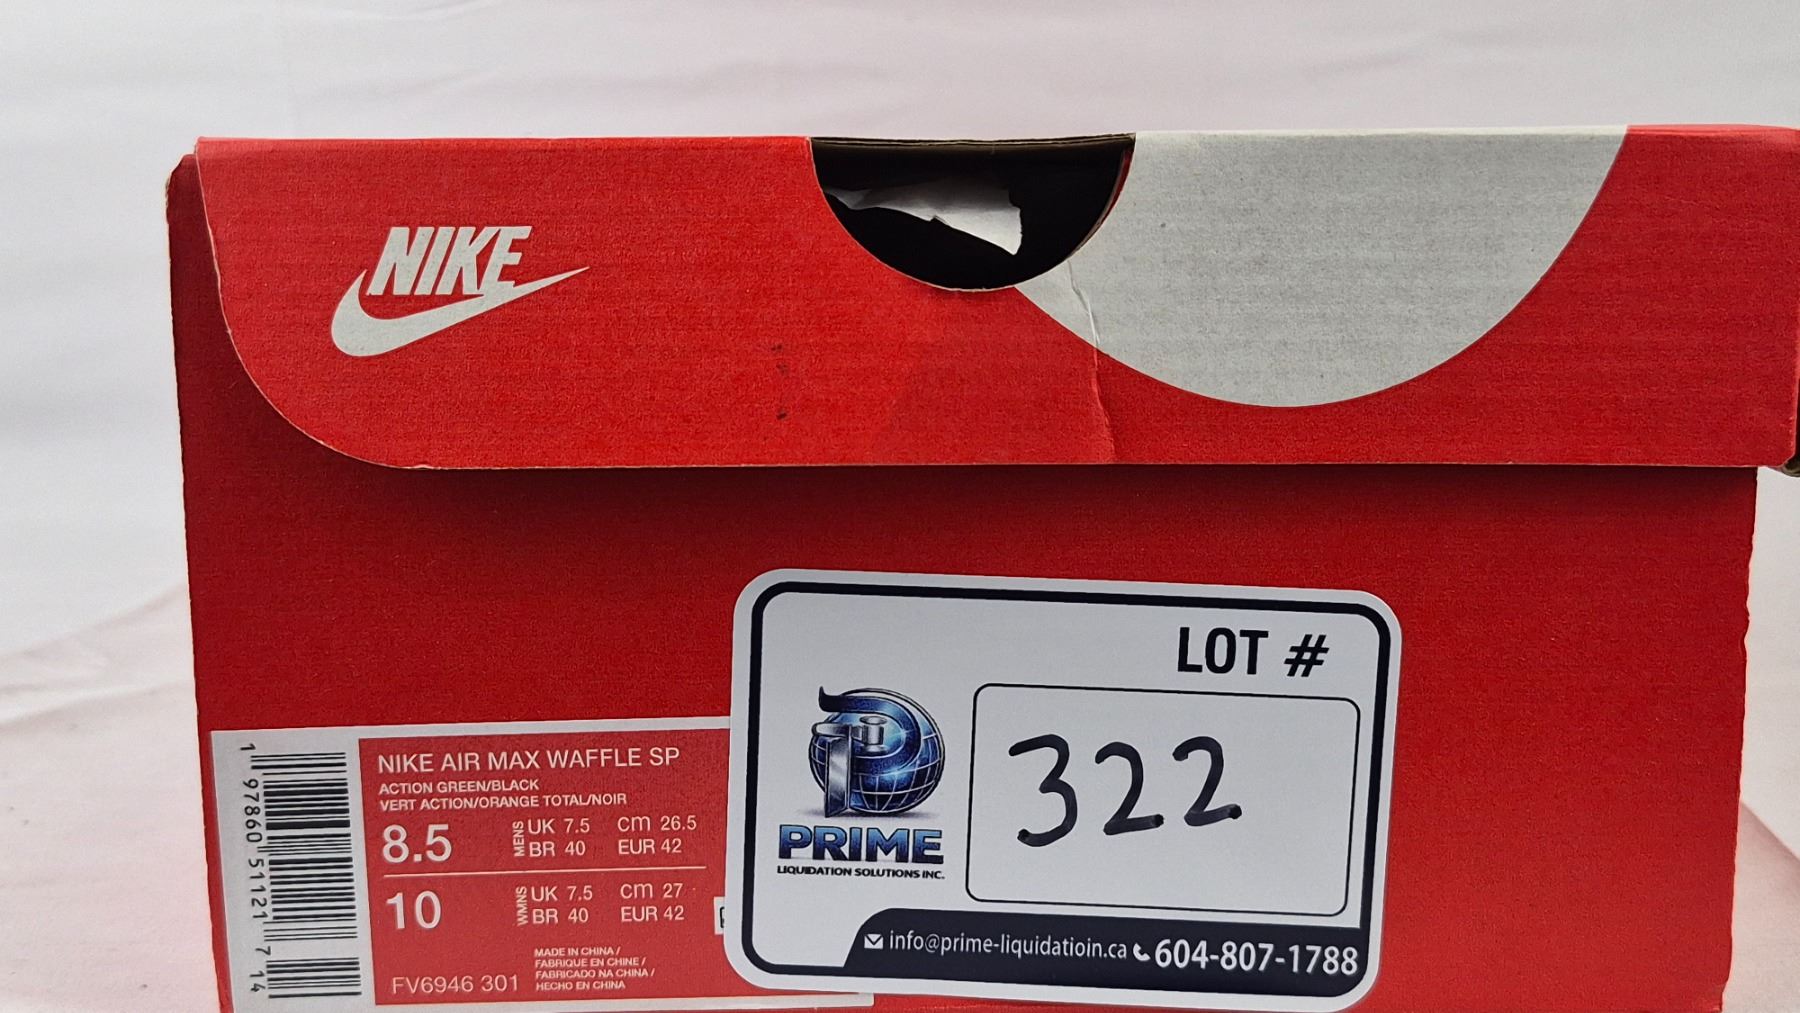 NIKE
LOT #
322
PRIME
LIQUIDATION SOLUTIONS INC.
info@prime-liquidatioin.ca 604-807-1788
1 97860 51121 7 14
NIKE AIR MAX WAFFLE SP
ACTION GREEN/BLACK
VERT ACTION/ORANGE TOTAL/NOIR
8.5 MENS UK 7.5 cm 26.5
BR 40 EUR 42
10 WMNS UK 7.5 cm 27
BR 40 EUR 42
MADE IN CHINA /
FABRIQUE EN CHINE /
FABRICADO NA CHINA /
HECHO EN CHINA
FV6946 301